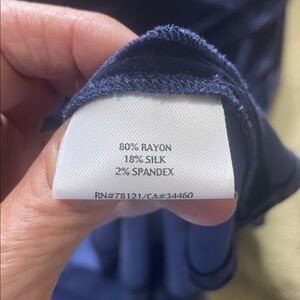 80% RAYON
18% SILK
2% SPANDEX
RN#78121/CA#34460